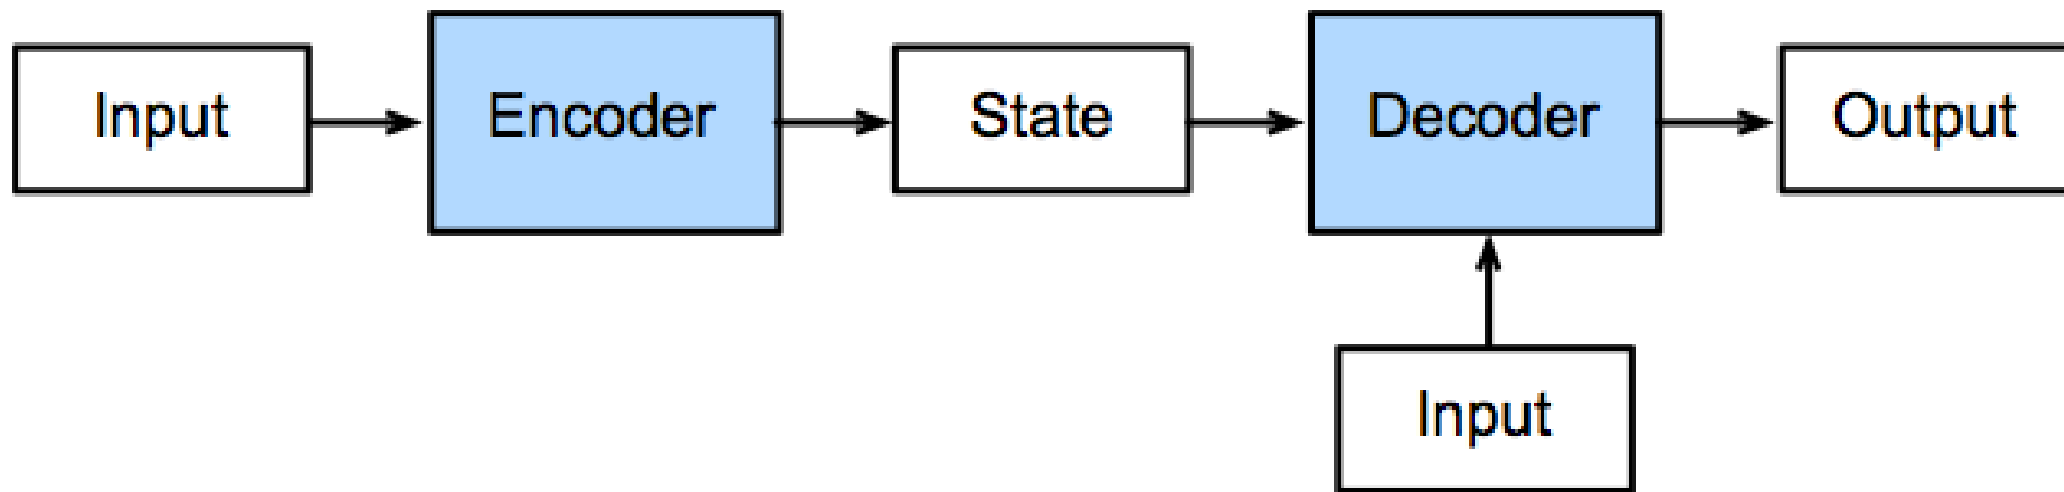 Input
Encoder
State
Decoder
Output
Input